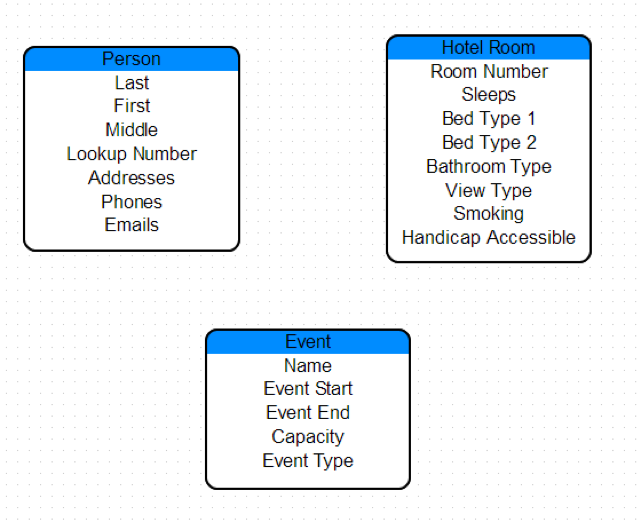 Person
Last
First
Middle
Lookup Number
Addresses
Phones
Emails
Hotel Room
Room Number
Sleeps
Bed Type 1
Bed Type 2
Bathroom Type
View Type
Smoking
Handicap Accessible
Event
Name
Event Start
Event End
Capacity
Event Type